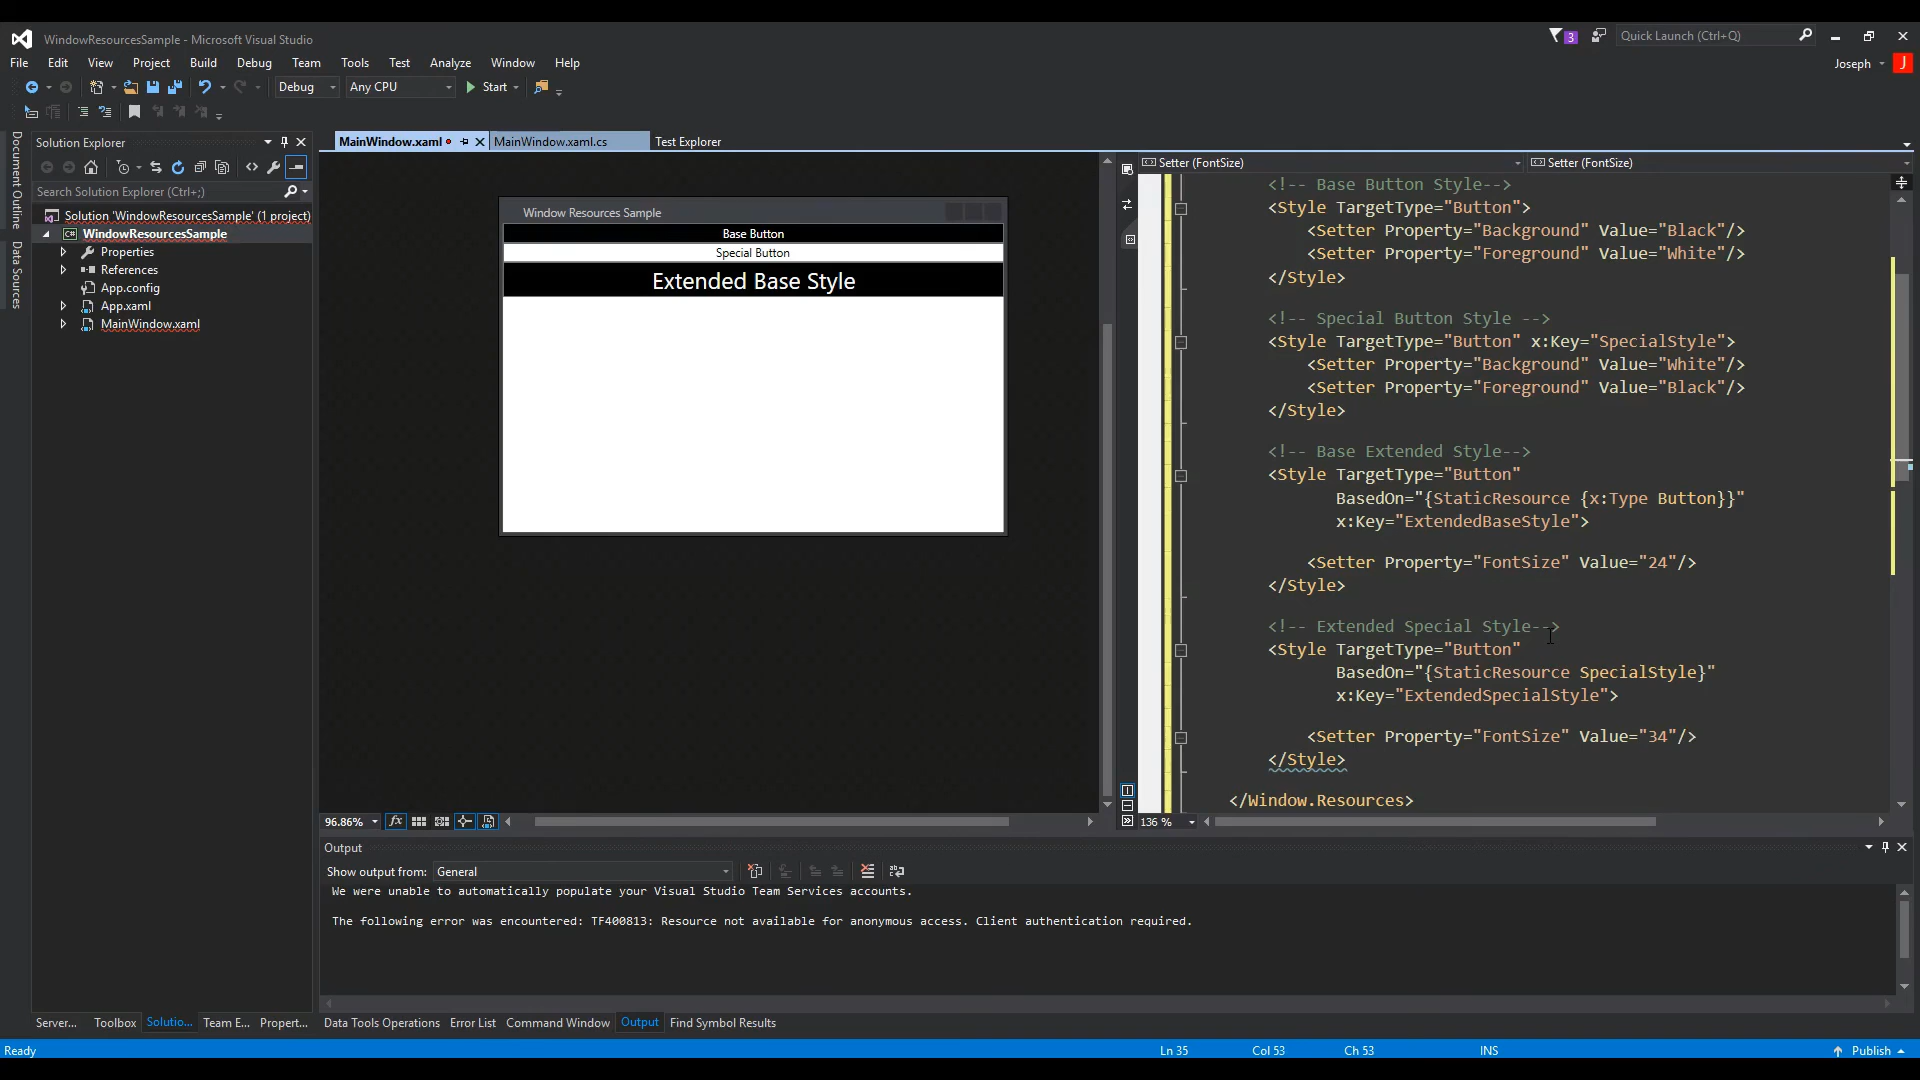 WindowResourcesSample - Microsoft Visual Studio
3
Quick Launch (Ctrl+Q)
File Edit View Project Build Debug Team Tools Test Analyze Window Help
Joseph J
Debug Any CPU Start
Document Outline
Data Sources
Solution Explorer
Search Solution Explorer (Ctrl+;)
Solution 'WindowResourcesSample' (1 project)
C# WindowResourcesSample
Properties
References
App.config
App.xaml
MainWindow.xaml
MainWindow.xaml MainWindow.xaml.cs Test Explorer
Window Resources Sample
Base Button
Special Button
Extended Base Style
96.86% fx
Setter (FontSize) Setter (FontSize)
<!-- Base Button Style-->
<Style TargetType="Button">
<Setter Property="Background" Value="Black"/>
<Setter Property="Foreground" Value="White"/>
</Style>
<!-- Special Button Style -->
<Style TargetType="Button" x:Key="SpecialStyle">
<Setter Property="Background" Value="White"/>
<Setter Property="Foreground" Value="Black"/>
</Style>
<!-- Base Extended Style-->
<Style TargetType="Button"
BasedOn="{StaticResource {x:Type Button}}"
x:Key="ExtendedBaseStyle">
<Setter Property="FontSize" Value="24"/>
</Style>
<!-- Extended Special Style-->
<Style TargetType="Button"
BasedOn="{StaticResource SpecialStyle}"
x:Key="ExtendedSpecialStyle">
<Setter Property="FontSize" Value="34"/>
</Style>
</Window.Resources>
136 %
Output
Show output from: General
We were unable to automatically populate your Visual Studio Team Services accounts.
The following error was encountered: TF400813: Resource not available for anonymous access. Client authentication required.
Server... Toolbox Solutio... Team E... Propert... Data Tools Operations Error List Command Window Output Find Symbol Results
Ready Ln 35 Col 53 Ch 53 INS Publish